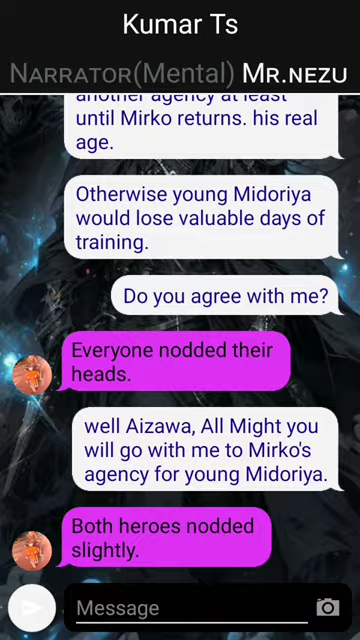 Kumar Ts
NARRATOR(Mental) MR.NEZU
another agency at least
until Mirko returns. his real
age.
Otherwise young Midoriya
would lose valuable days of
training.
Do you agree with me?
Everyone nodded their
heads.
well Aizawa, All Might you
will go with me to Mirko's
agency for young Midoriya.
Both heroes nodded
slightly.
Message